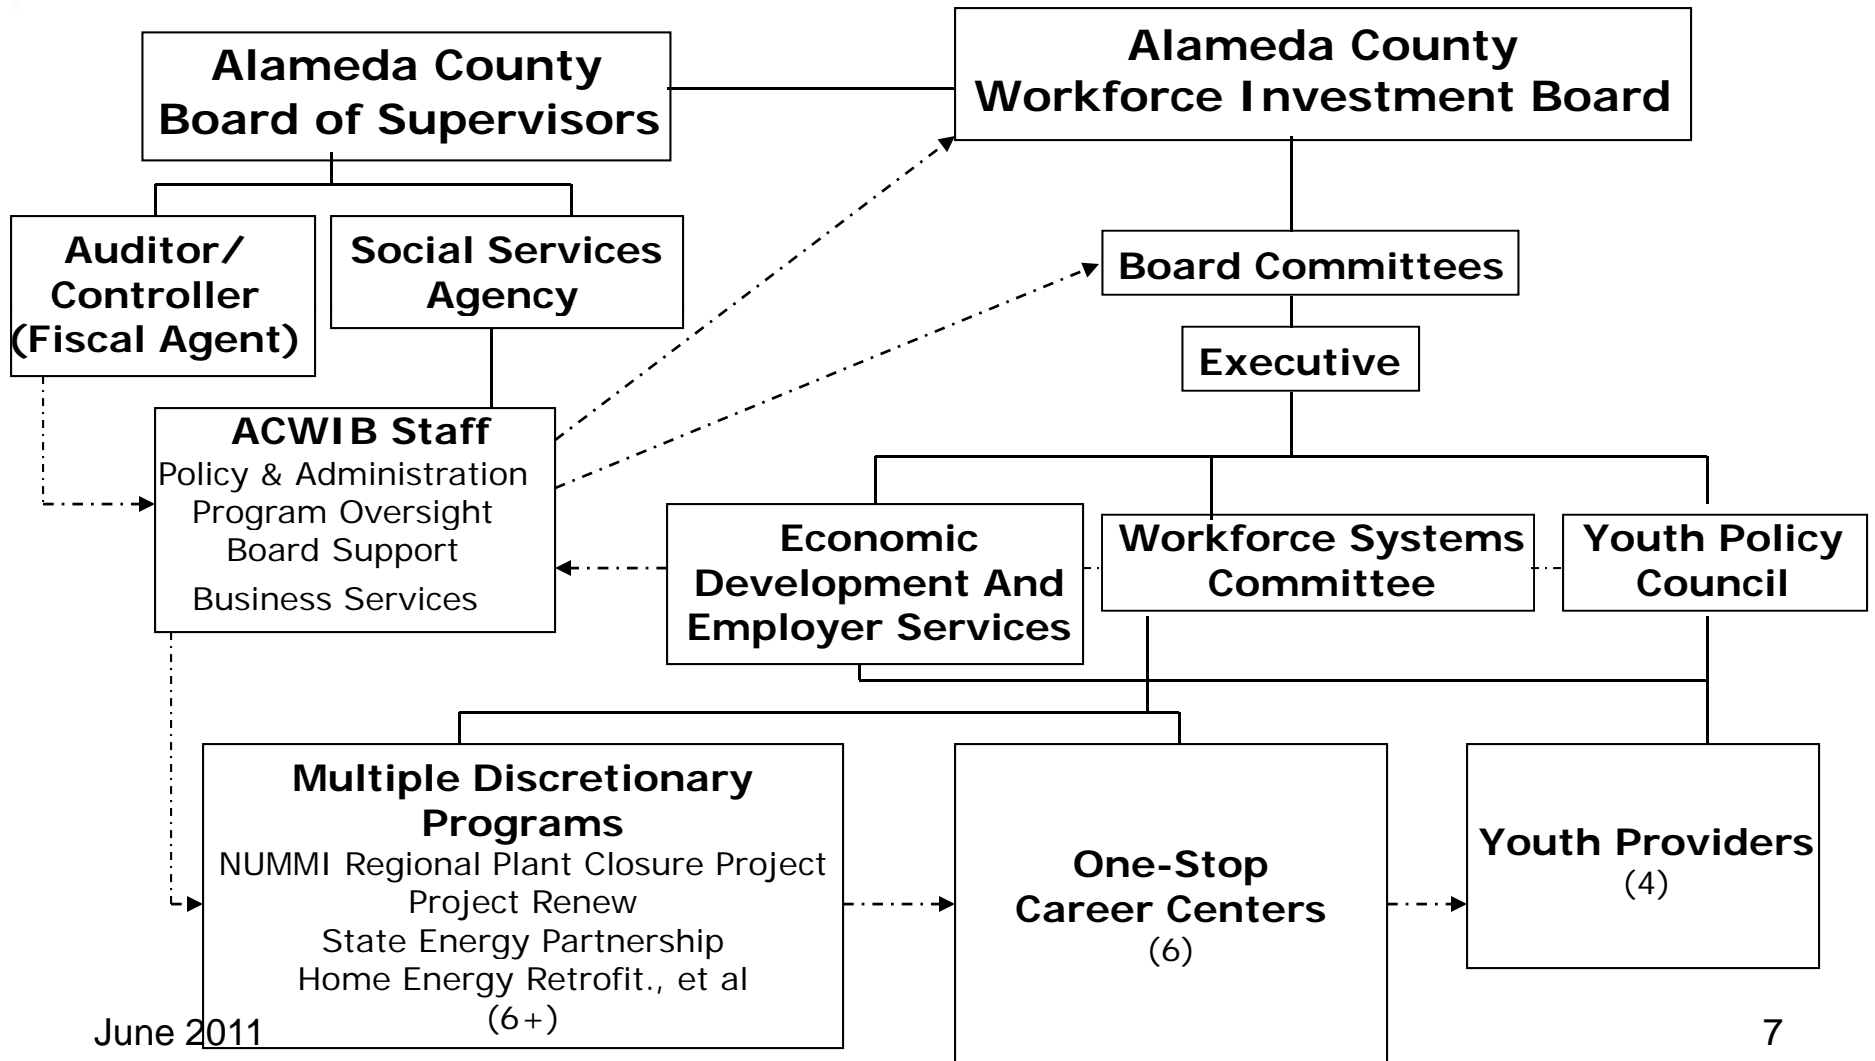 Alameda County
Board of Supervisors
Alameda County
Workforce Investment Board
Auditor/
Controller
(Fiscal Agent)
Social Services
Agency
Board Committees
Executive
ACWIB Staff
Policy & Administration
Program Oversight
Board Support
Business Services
Economic
Development And
Employer Services
Workforce Systems
Committee
Youth Policy
Council
Multiple Discretionary
Programs
NUMMI Regional Plant Closure Project
Project Renew
State Energy Partnership
Home Energy Retrofit., et al
(6+)
One-Stop
Career Centers
(6)
Youth Providers
(4)
June 2011
7